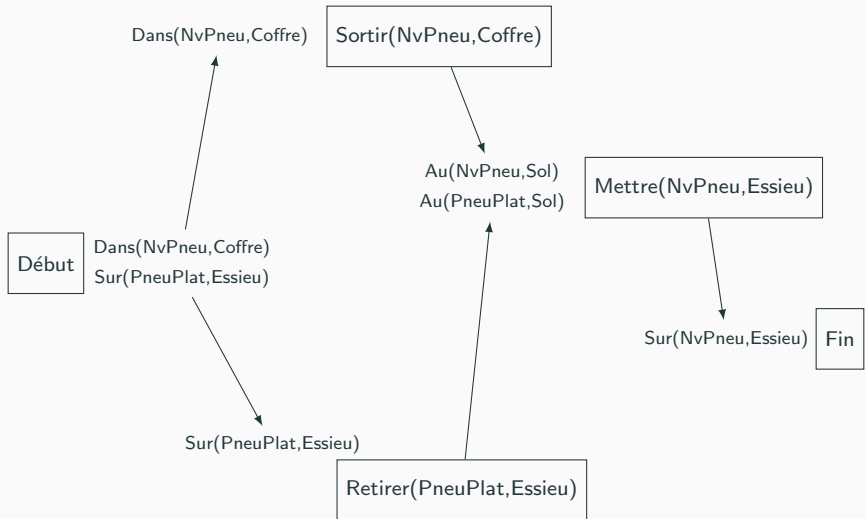 Dans(NvPneu,Coffre)
Sortir(NvPneu,Coffre)
Au(NvPneu,Sol)
Au(PneuPlat,Sol)
Mettre(NvPneu,Essieu)
Début
Dans(NvPneu,Coffre)
Sur(PneuPlat,Essieu)
Sur(NvPneu,Essieu)
Fin
Sur(PneuPlat,Essieu)
Retirer(PneuPlat,Essieu)